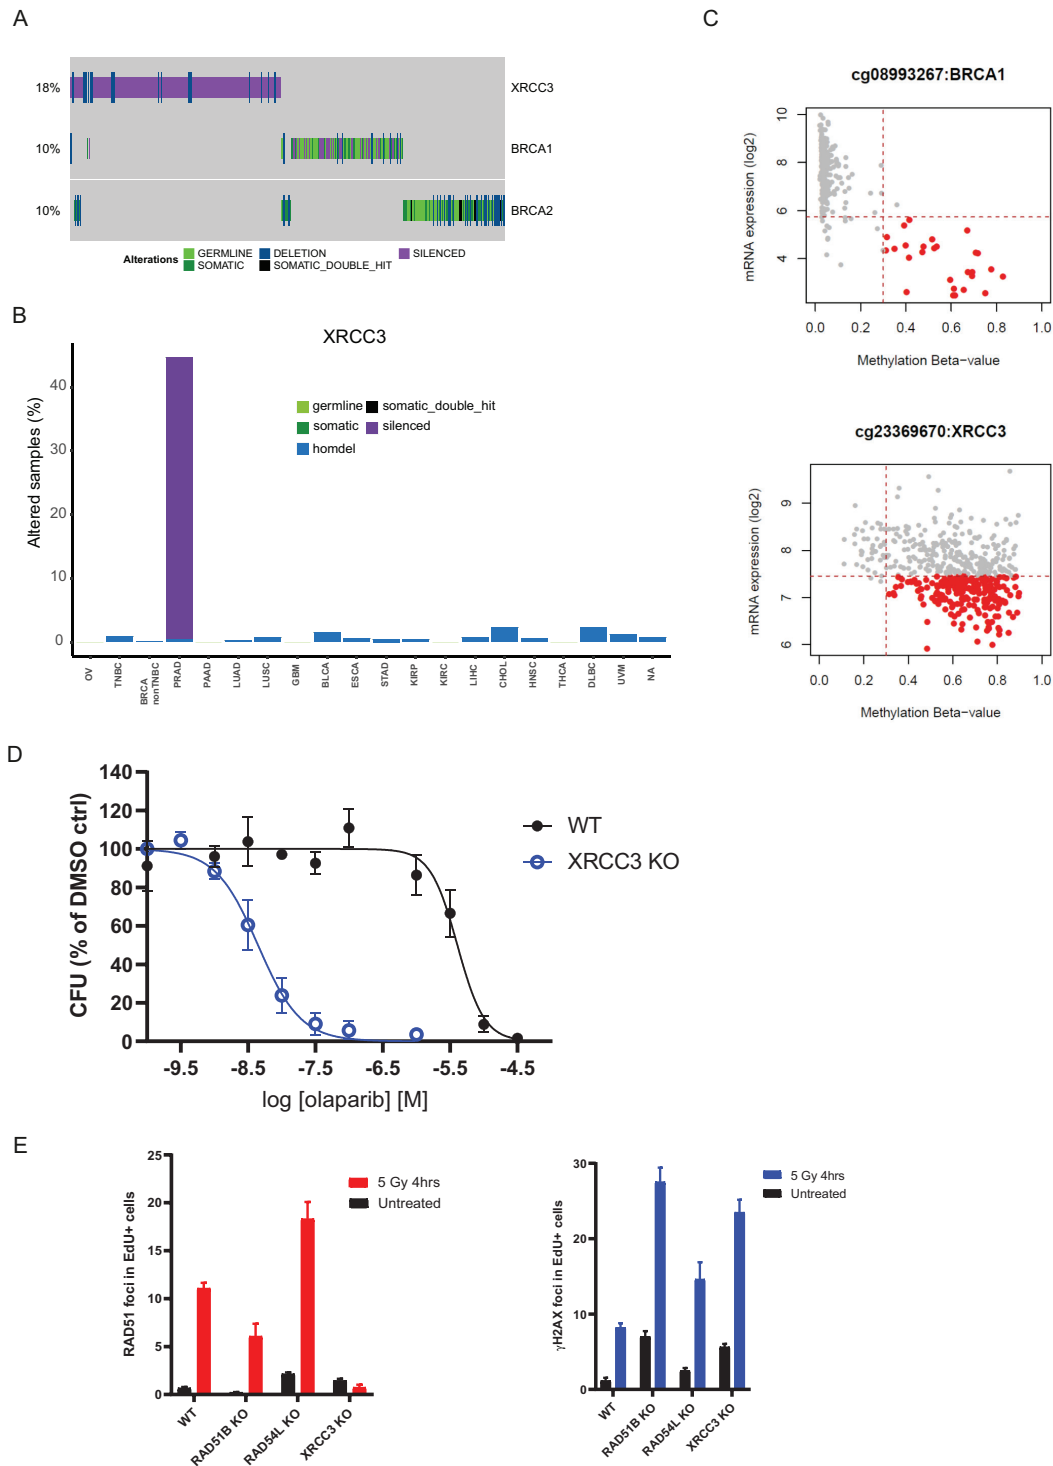 A
18%
XRCC3
10%
BRCA1
10%
BRCA2
Alterations
GERMLINE
DELETION
SILENCED
SOMATIC
SOMATIC_DOUBLE_HIT
B
XRCC3
Altered samples (%)
40
30
20
10
0
germline
somatic_double_hit
somatic
silenced
homdel
OV
TNBC
BRCA
nonTNBC
PRAD
PAAD
LUAD
LUSC
GBM
BLCA
ESCA
STAD
KIRP
KIRC
LIHC
CHOL
HNSC
THCA
DLBC
UVM
NA
C
cg08993267:BRCA1
mRNA expression (log2)
10
8
6
4
0.0 0.2 0.4 0.6 0.8 1.0
Methylation Beta−value
cg23369670:XRCC3
mRNA expression (log2)
9
8
7
6
0.0 0.2 0.4 0.6 0.8 1.0
Methylation Beta−value
D
CFU (% of DMSO ctrl)
140
120
100
80
60
40
20
0
-9.5 -8.5 -7.5 -6.5 -5.5 -4.5
log [olaparib] [M]
WT
XRCC3 KO
E
RAD51 foci in EdU+ cells
25
20
15
10
5
0
5 Gy 4hrs
Untreated
WT
RAD51B KO
RAD54L KO
XRCC3 KO
γH2AX foci in EdU+ cells
30
20
10
0
5 Gy 4hrs
Untreated
WT
RAD51B KO
RAD54L KO
XRCC3 KO